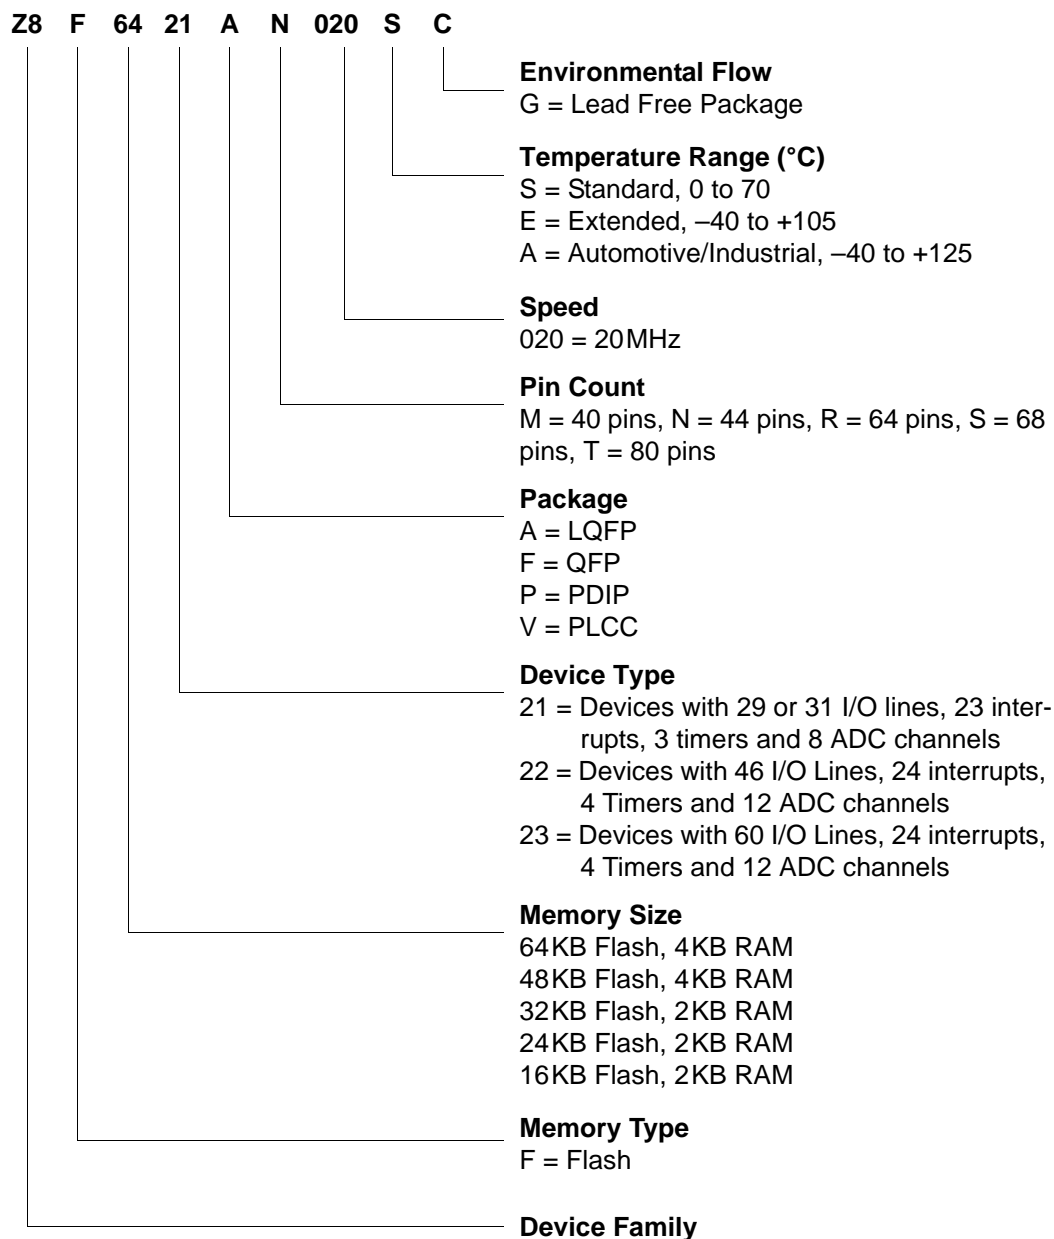 Z8 F 64 21 A N 020 S C
Environmental Flow
G = Lead Free Package
Temperature Range (°C)
S = Standard, 0 to 70
E = Extended, –40 to +105
A = Automotive/Industrial, –40 to +125
Speed
020 = 20MHz
Pin Count
M = 40 pins, N = 44 pins, R = 64 pins, S = 68
pins, T = 80 pins
Package
A = LQFP
F = QFP
P = PDIP
V = PLCC
Device Type
21 = Devices with 29 or 31 I/O lines, 23 inter-
rupts, 3 timers and 8 ADC channels
22 = Devices with 46 I/O Lines, 24 interrupts,
4 Timers and 12 ADC channels
23 = Devices with 60 I/O Lines, 24 interrupts,
4 Timers and 12 ADC channels
Memory Size
64KB Flash, 4KB RAM
48KB Flash, 4KB RAM
32KB Flash, 2KB RAM
24KB Flash, 2KB RAM
16KB Flash, 2KB RAM
Memory Type
F = Flash
Device Family